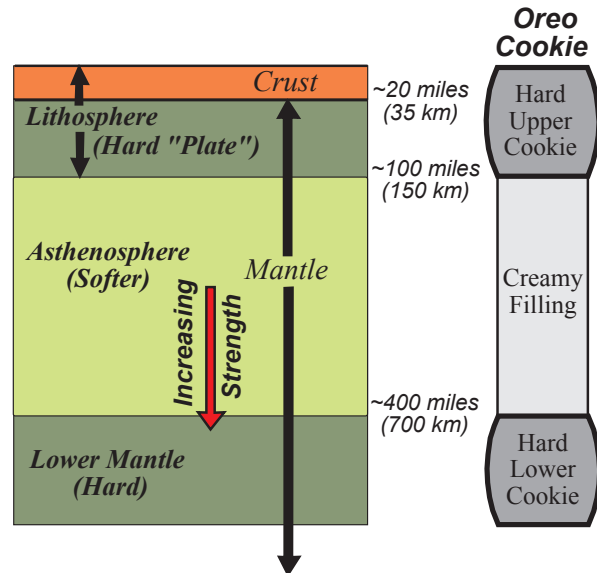 Oreo
Cookie
Crust
~20 miles
(35 km)
Hard
Upper
Cookie
Lithosphere
(Hard "Plate")
~100 miles
(150 km)
Asthenosphere
(Softer)
Mantle
Increasing
Strength
Creamy
Filling
~400 miles
(700 km)
Lower Mantle
(Hard)
Hard
Lower
Cookie